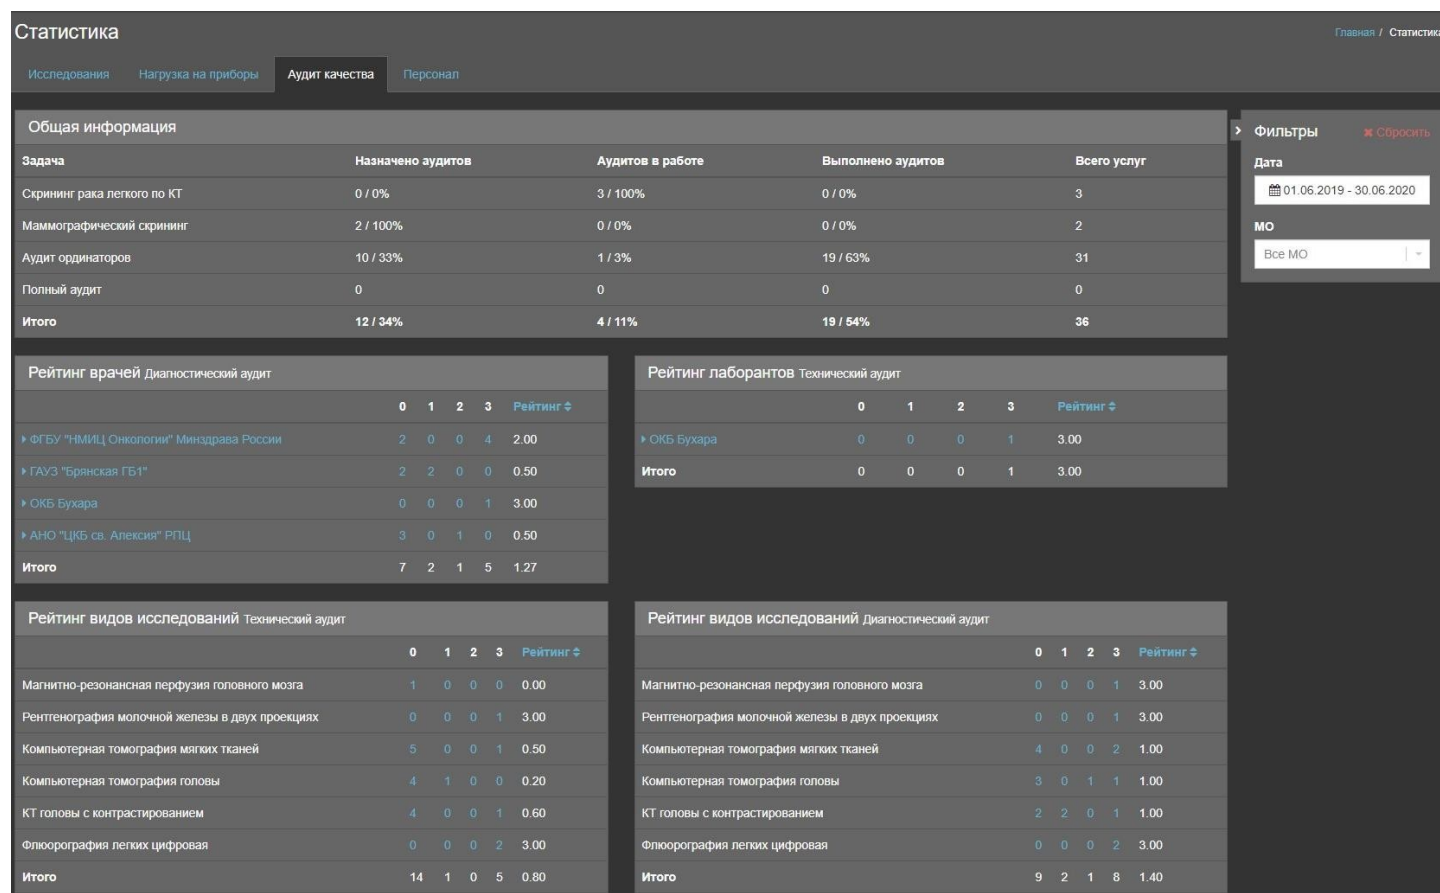 Статистика
Главная / Статистика
Исследования Нагрузка на приборы Аудит качества Персонал
Общая информация
Задача Назначено аудитов Аудитов в работе Выполнено аудитов Всего услуг
Скрининг рака легкого по КТ 0 / 0% 3 / 100% 0 / 0% 3
Маммографический скрининг 2 / 100% 0 / 0% 0 / 0% 2
Аудит ординаторов 10 / 33% 1 / 3% 19 / 63% 31
Полный аудит 0 0 0 0
Итого 12 / 34% 4 / 11% 19 / 54% 36
Фильтры Сбросить
Дата
01.06.2019 - 30.06.2020
МО
Все МО
Рейтинг врачей Диагностический аудит
0 1 2 3 Рейтинг
ФГБУ "НМИЦ Онкологии" Минздрава России 2 0 0 4 2.00
ГАУЗ "Брянская ГБ1" 2 2 0 0 0.50
ОКБ Бухара 0 0 0 1 3.00
АНО "ЦКБ св. Алексия" РПЦ 3 0 1 0 0.50
Итого 7 2 1 5 1.27
Рейтинг лаборантов Технический аудит
0 1 2 3 Рейтинг
ОКБ Бухара 0 0 0 1 3.00
Итого 0 0 0 1 3.00
Рейтинг видов исследований Технический аудит
0 1 2 3 Рейтинг
Магнитно-резонансная перфузия головного мозга 1 0 0 0 0.00
Рентгенография молочной железы в двух проекциях 0 0 0 1 3.00
Компьютерная томография мягких тканей 5 0 0 1 0.50
Компьютерная томография головы 4 1 0 0 0.20
КТ головы с контрастированием 4 0 0 1 0.60
Флюорография легких цифровая 0 0 0 2 3.00
Итого 14 1 0 5 0.80
Рейтинг видов исследований Диагностический аудит
0 1 2 3 Рейтинг
Магнитно-резонансная перфузия головного мозга 0 0 0 1 3.00
Рентгенография молочной железы в двух проекциях 0 0 0 1 3.00
Компьютерная томография мягких тканей 4 0 0 2 1.00
Компьютерная томография головы 3 0 1 1 1.00
КТ головы с контрастированием 2 2 0 1 1.00
Флюорография легких цифровая 0 0 0 2 3.00
Итого 9 2 1 8 1.40